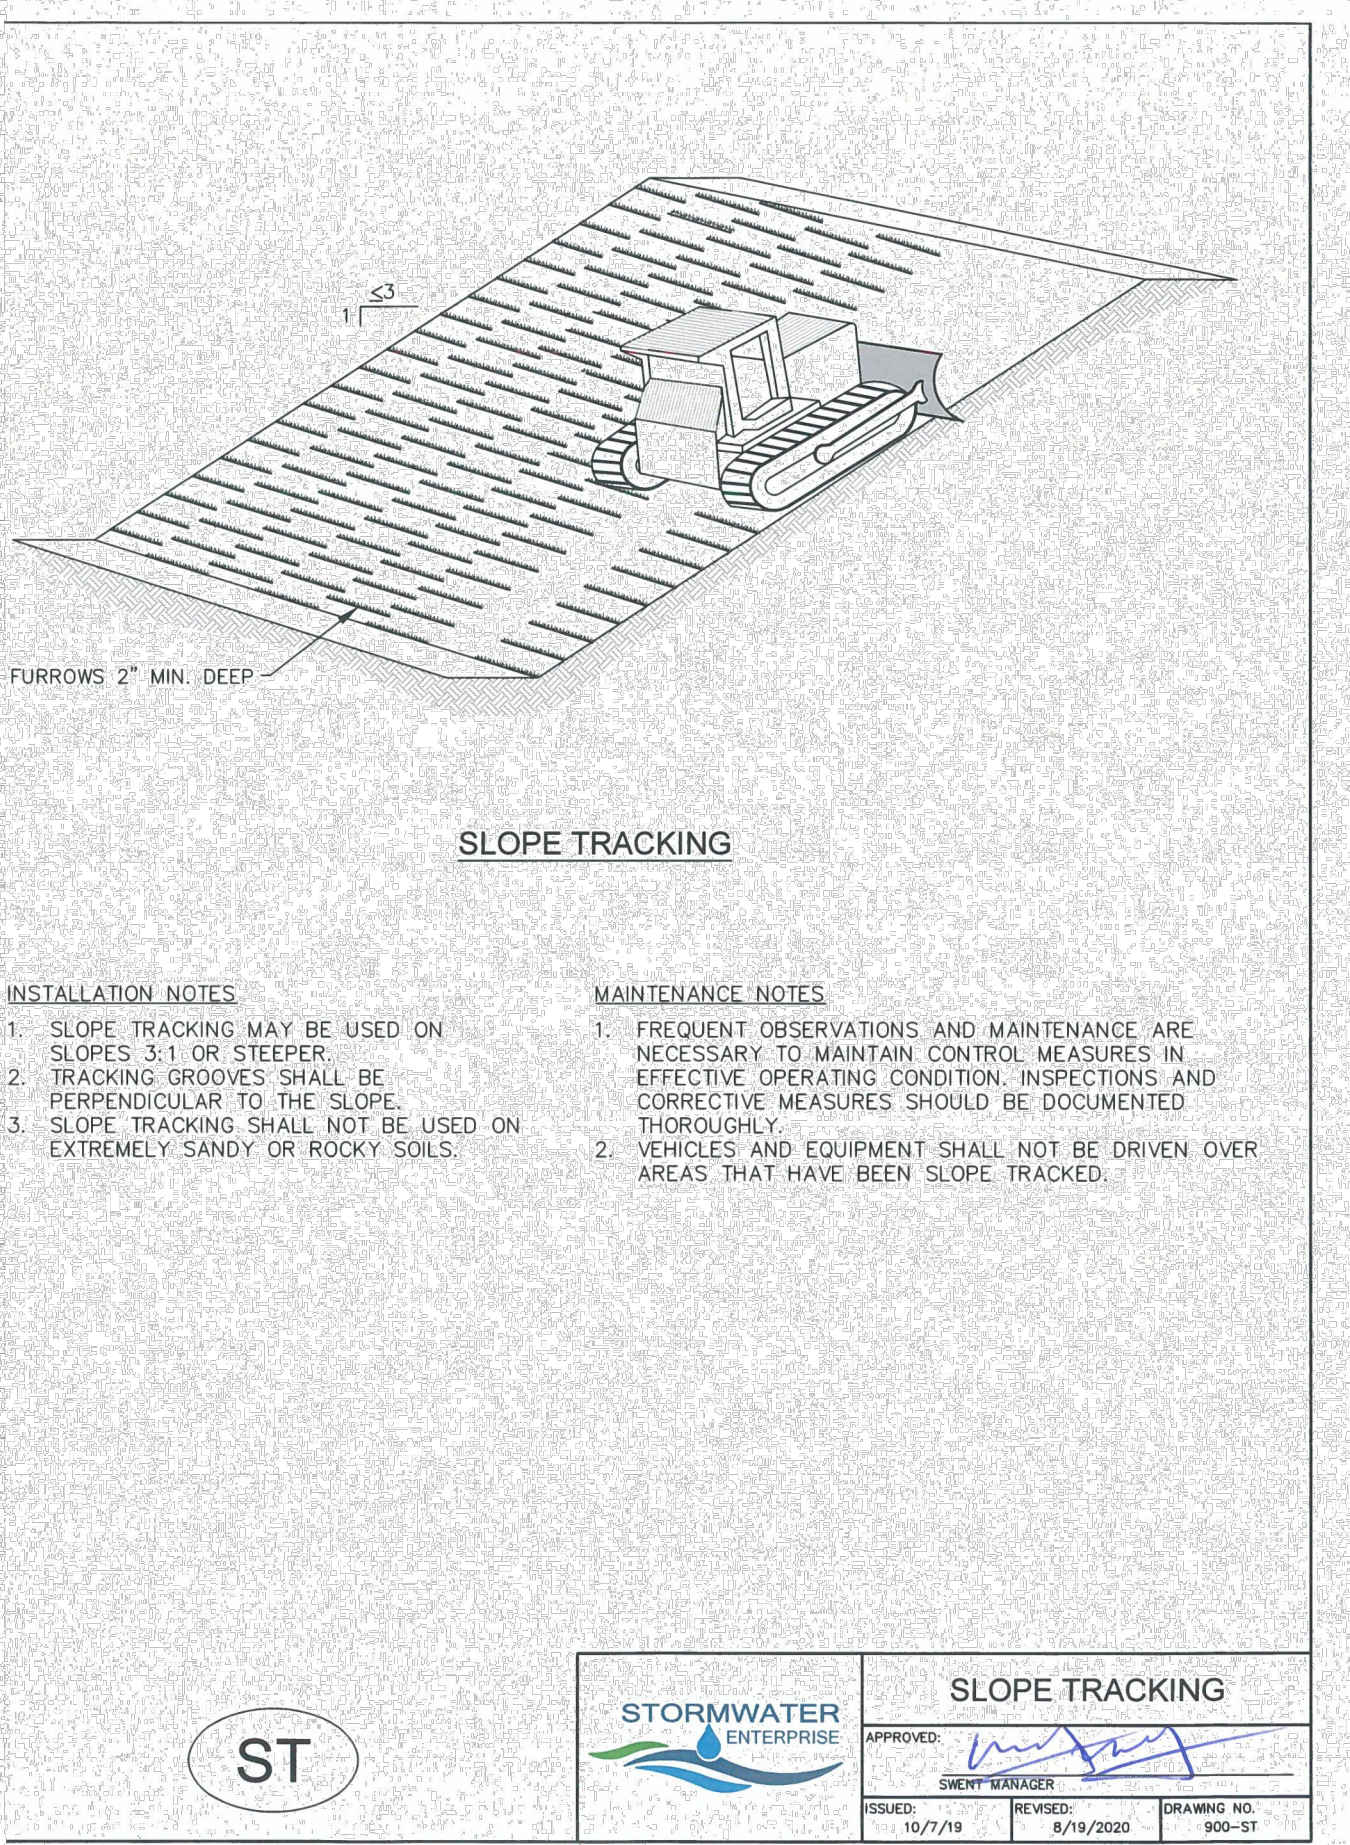 ≤3
1
FURROWS 2" MIN. DEEP
SLOPE TRACKING
INSTALLATION NOTES
1. SLOPE TRACKING MAY BE USED ON
SLOPES 3:1 OR STEEPER.
2. TRACKING GROOVES SHALL BE
PERPENDICULAR TO THE SLOPE.
3. SLOPE TRACKING SHALL NOT BE USED ON
EXTREMELY SANDY OR ROCKY SOILS.
MAINTENANCE NOTES
1. FREQUENT OBSERVATIONS AND MAINTENANCE ARE
NECESSARY TO MAINTAIN CONTROL MEASURES IN
EFFECTIVE OPERATING CONDITION. INSPECTIONS AND
CORRECTIVE MEASURES SHOULD BE DOCUMENTED
THOROUGHLY.
2. VEHICLES AND EQUIPMENT SHALL NOT BE DRIVEN OVER
AREAS THAT HAVE BEEN SLOPE TRACKED.
ST
STORMWATER
ENTERPRISE
SLOPE TRACKING
APPROVED:
SWENT MANAGER
ISSUED:
10/7/19
REVISED:
8/19/2020
DRAWING NO.
900-ST